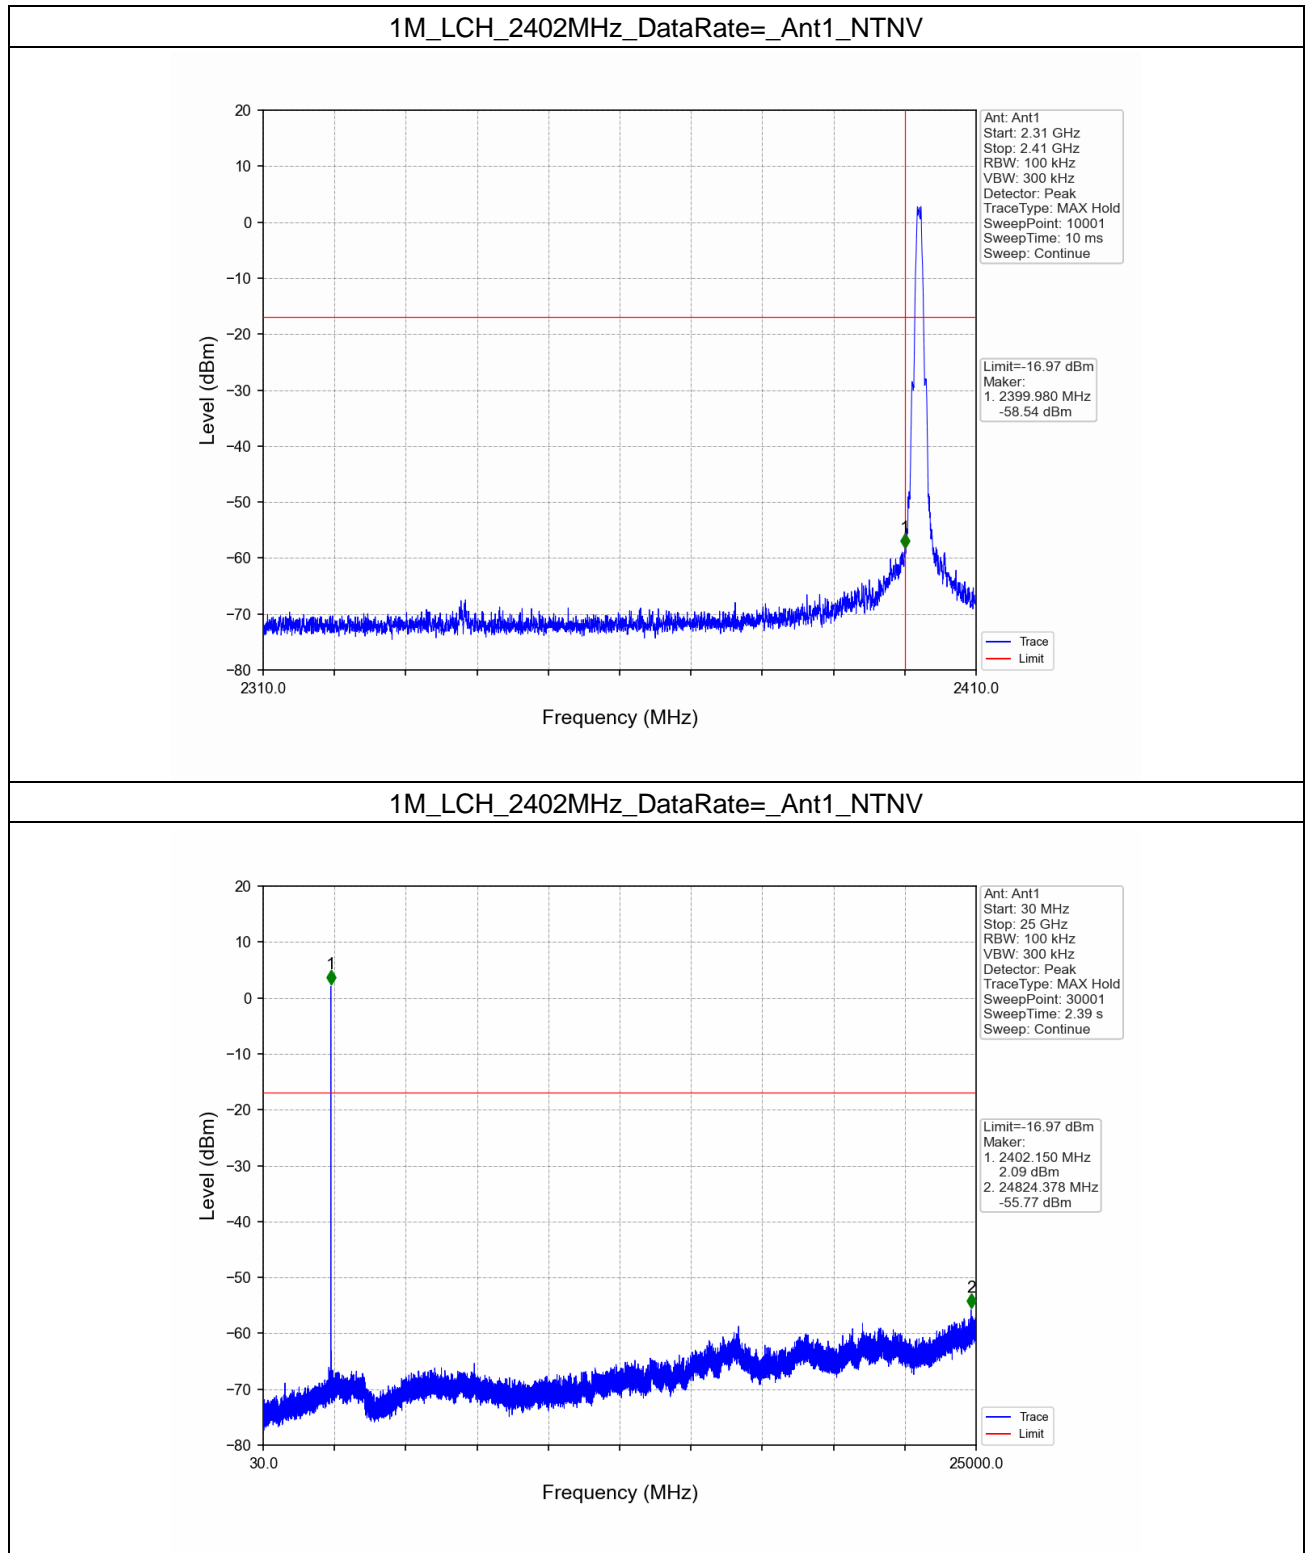 1M_LCH_2402MHz_DataRate=_Ant1_NTNV
20
10
0
−10
−20
−30
−40
−50
−60
−70
−80
Level (dBm)
2310.0
2410.0
Frequency (MHz)
1
Ant: Ant1
Start: 2.31 GHz
Stop: 2.41 GHz
RBW: 100 kHz
VBW: 300 kHz
Detector: Peak
TraceType: MAX Hold
SweepPoint: 10001
SweepTime: 10 ms
Sweep: Continue
Limit=-16.97 dBm
Maker:
1. 2399.980 MHz
-58.54 dBm
Trace
Limit
1M_LCH_2402MHz_DataRate=_Ant1_NTNV
20
10
0
−10
−20
−30
−40
−50
−60
−70
−80
Level (dBm)
30.0
25000.0
Frequency (MHz)
1
2
Ant: Ant1
Start: 30 MHz
Stop: 25 GHz
RBW: 100 kHz
VBW: 300 kHz
Detector: Peak
TraceType: MAX Hold
SweepPoint: 30001
SweepTime: 2.39 s
Sweep: Continue
Limit=-16.97 dBm
Maker:
1. 2402.150 MHz
2.09 dBm
2. 24824.378 MHz
-55.77 dBm
Trace
Limit